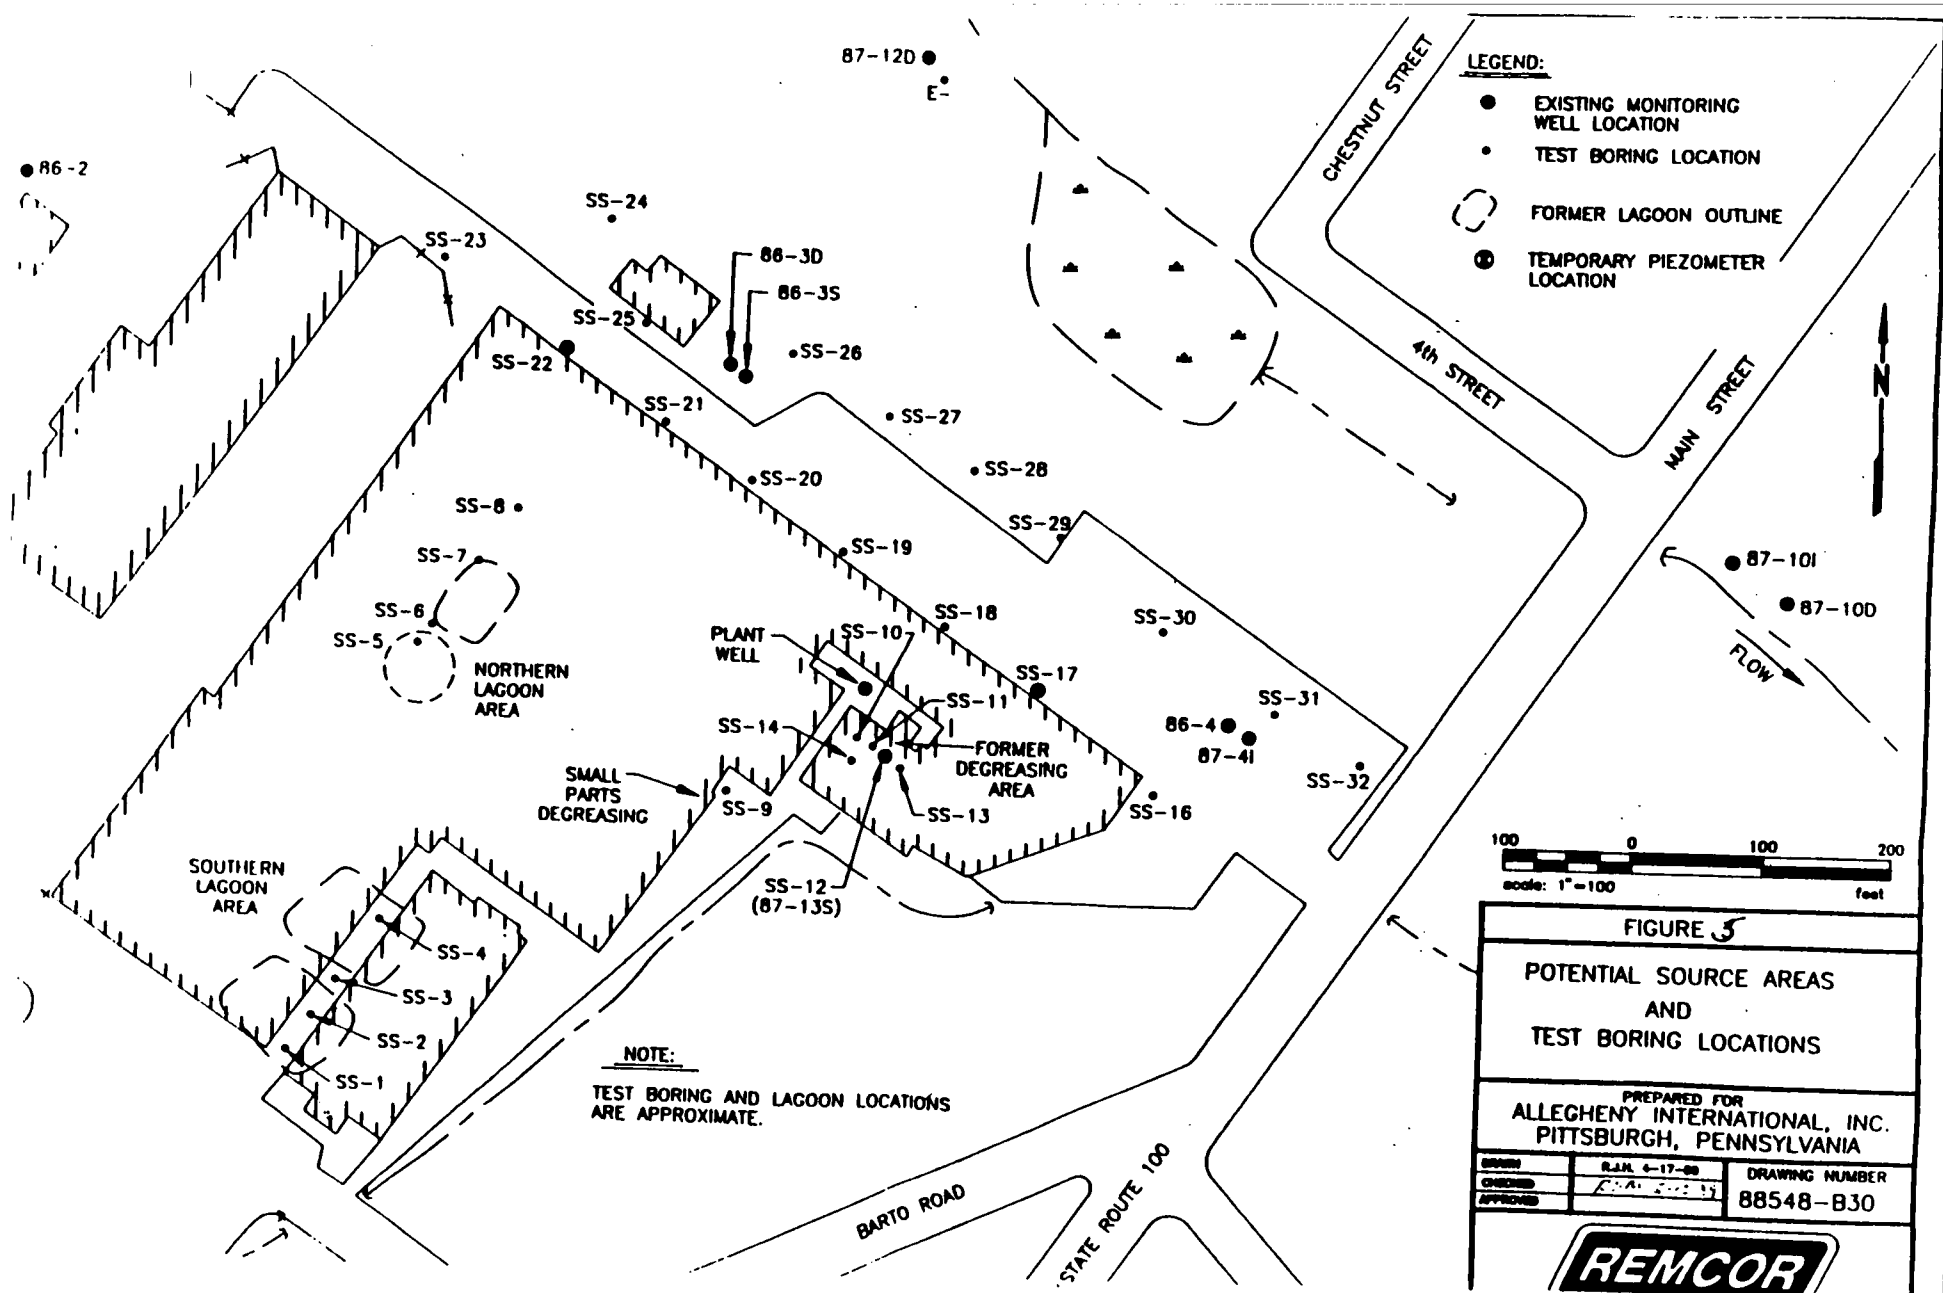 87-12D
E-
CHESTNUT STREET
LEGEND:
EXISTING MONITORING
WELL LOCATION
TEST BORING LOCATION
FORMER LAGOON OUTLINE
TEMPORARY PIEZOMETER
LOCATION
86-2
SS-24
SS-23
86-3D
86-3S
SS-25
SS-26
SS-22
4th STREET
MAIN STREET
N
SS-21
SS-27
SS-28
SS-20
SS-8
SS-29
SS-19
SS-7
87-10I
87-10D
FLOW
SS-6
SS-5
SS-18
SS-30
PLANT
WELL
SS-10
NORTHERN
LAGOON
AREA
SS-17
SS-11
SS-31
86-4
87-4I
SS-14
FORMER
DEGREASING
AREA
SS-32
SMALL
PARTS
DEGREASING
SS-9
SS-13
SS-16
100 0 100 200
scale: 1"=100
feet
SOUTHERN
LAGOON
AREA
SS-12
(87-13S)
SS-4
SS-3
SS-2
SS-1
NOTE:
TEST BORING AND LAGOON LOCATIONS
ARE APPROXIMATE.
BARTO ROAD
STATE ROUTE 100
FIGURE 5
POTENTIAL SOURCE AREAS
AND
TEST BORING LOCATIONS
PREPARED FOR
ALLEGHENY INTERNATIONAL, INC.
PITTSBURGH, PENNSYLVANIA
DRAWN
CHECKED
APPROVED
DRAWING NUMBER
88548-B30
REMCOR